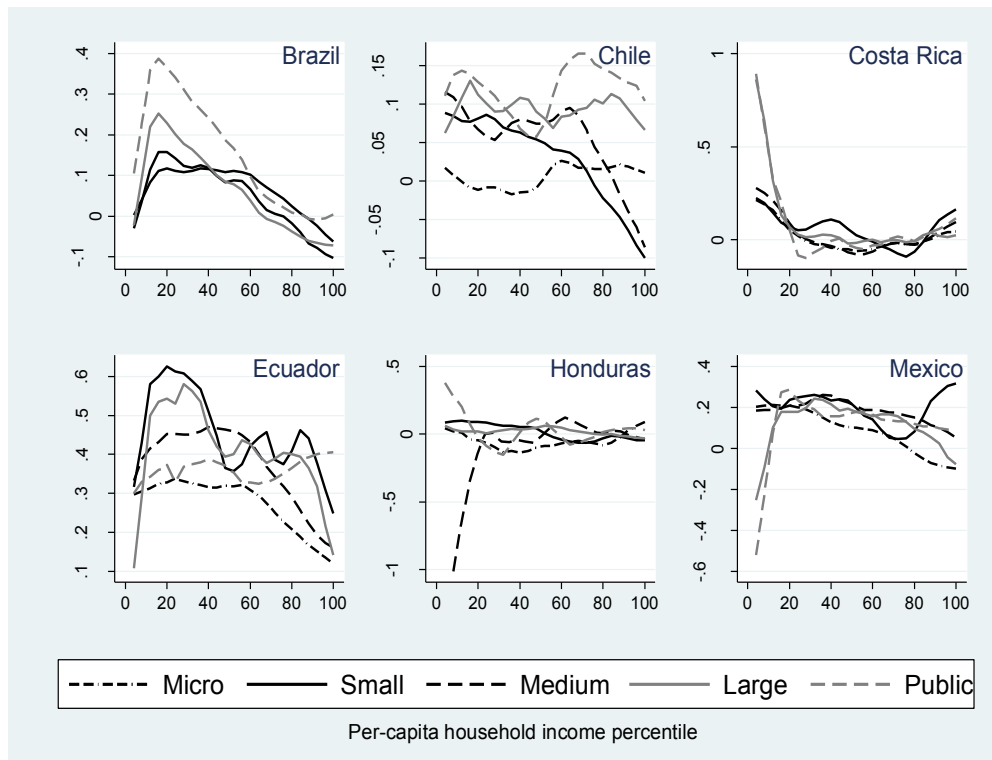 Brazil
.4
.3
.2
.1
0
-.1
0 20 40 60 80 100
Chile
.15
.1
.05
0
-.05
-.1
0 20 40 60 80 100
Costa Rica
1
.5
0
0 20 40 60 80 100
Ecuador
.6
.5
.4
.3
.2
.1
0 20 40 60 80 100
Honduras
.5
0
-.5
-1
0 20 40 60 80 100
Mexico
.4
.2
0
-.2
-.4
-.6
0 20 40 60 80 100
Micro Small Medium Large Public
Per-capita household income percentile